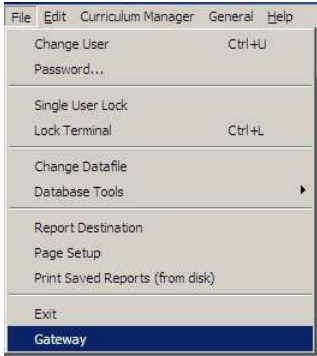 File Edit Curriculum Manager General Help
Change User Ctrl+U
Password...
Single User Lock
Lock Terminal Ctrl+L
Change Datafile
Database Tools
Report Destination
Page Setup
Print Saved Reports (from disk)
Exit
Gateway